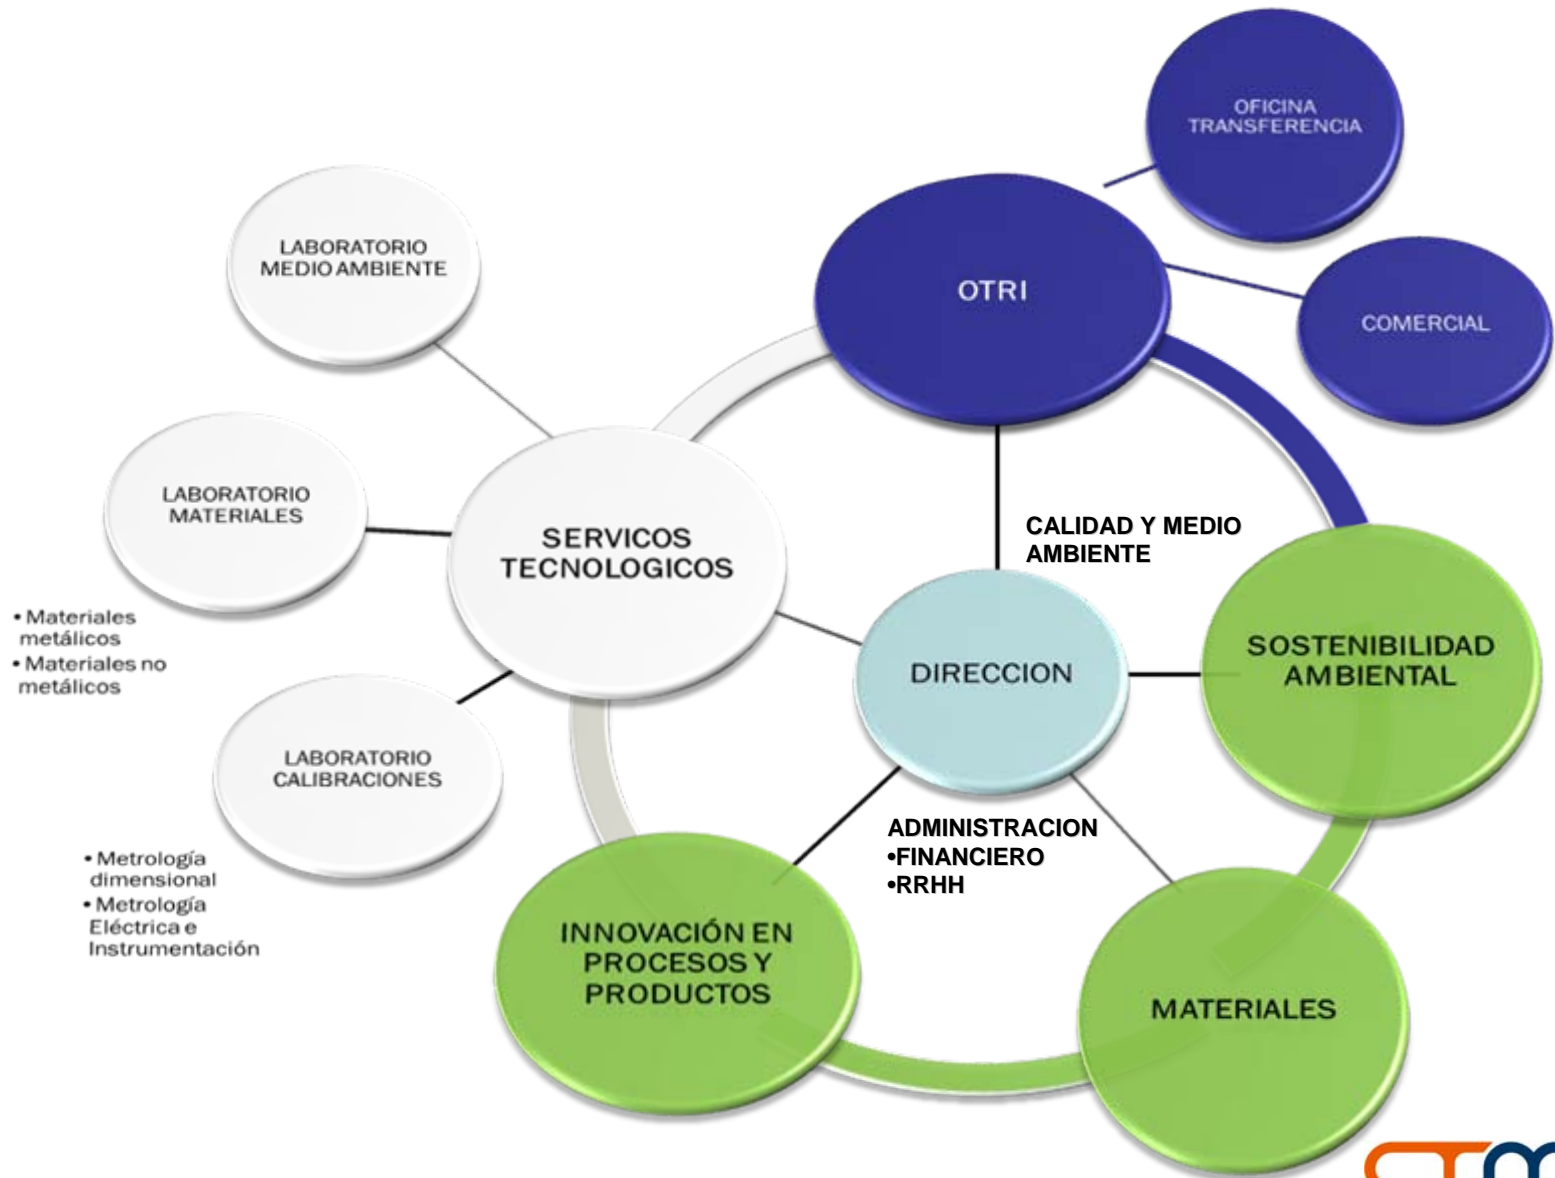 OFICINA
TRANSFERENCIA
OTRI
COMERCIAL
LABORATORIO
MEDIO AMBIENTE
LABORATORIO
MATERIALES
• Materiales
metálicos
• Materiales no
metálicos
SERVICOS
TECNOLOGICOS
LABORATORIO
CALIBRACIONES
• Metrología
dimensional
• Metrología
Eléctrica e
Instrumentación
CALIDAD Y MEDIO
AMBIENTE
DIRECCION
SOSTENIBILIDAD
AMBIENTAL
ADMINISTRACION
•FINANCIERO
•RRHH
INNOVACIÓN EN
PROCESOS Y
PRODUCTOS
MATERIALES